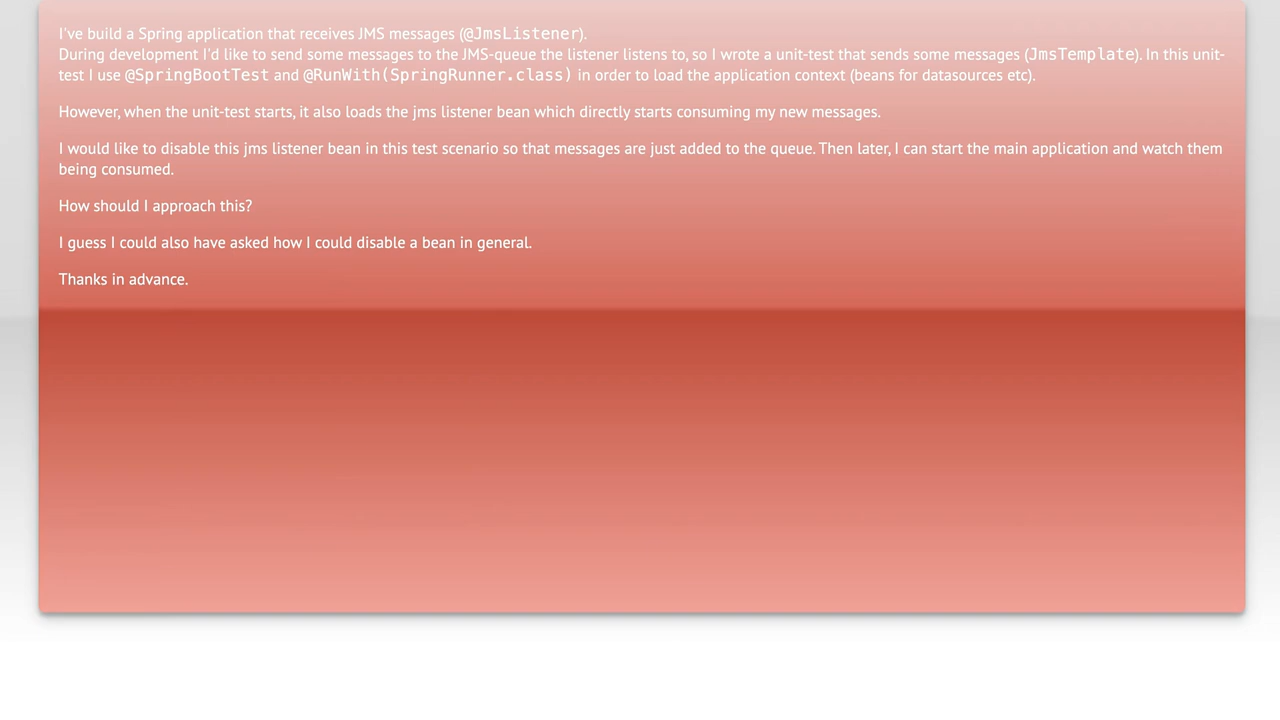 I've build a Spring application that receives JMS messages (@JmsListener).
During development I'd like to send some messages to the JMS-queue the listener listens to, so I wrote a unit-test that sends some messages (JmsTemplate). In this unit-
test I use @SpringBootTest and @RunWith(SpringRunner.class) in order to load the application context (beans for datasources etc).
However, when the unit-test starts, it also loads the jms listener bean which directly starts consuming my new messages.
I would like to disable this jms listener bean in this test scenario so that messages are just added to the queue. Then later, I can start the main application and watch them
being consumed.
How should I approach this?
I guess I could also have asked how I could disable a bean in general.
Thanks in advance.